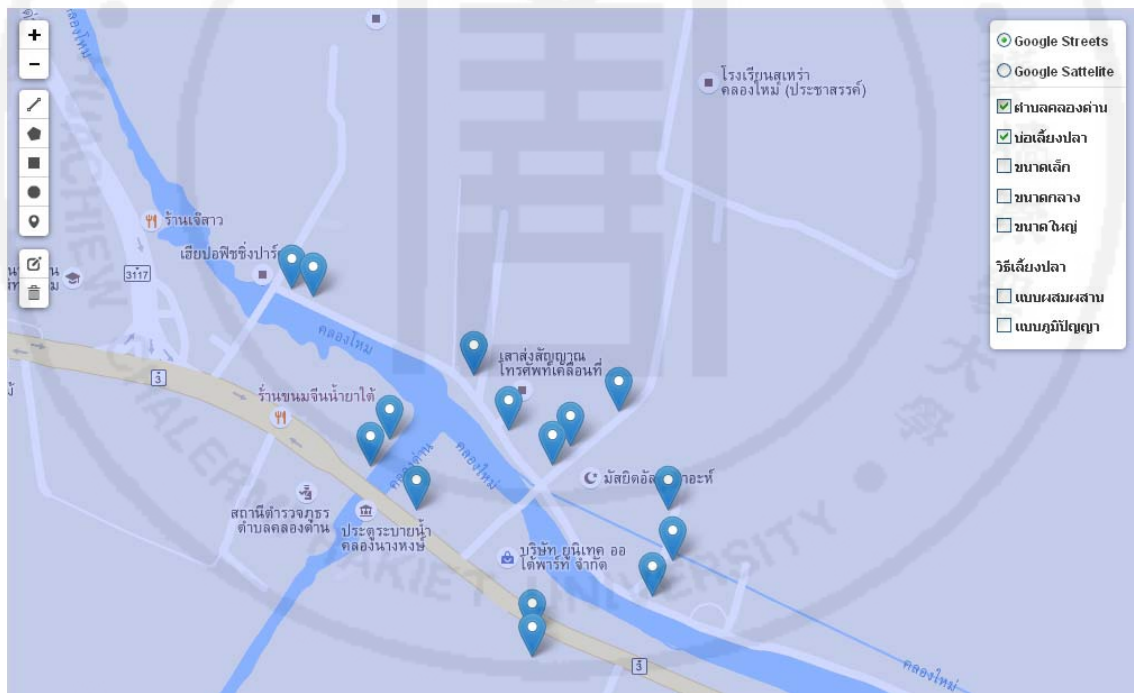 +
−
Google Streets
Google Sattelite
ตำบลคลองด่าน
บ่อเลี้ยงปลา
ขนาดเล็ก
ขนาดกลาง
ขนาดใหญ่
วิธีเลี้ยงปลา
แบบผสมผสาน
แบบภูมิปัญญา
โรงเรียนสุเหร่า
คลองใหม่ (ประชาสรรค์)
ร้านเจ๊สาว
เฮียปอฟิชชิ่งปาร์
3117
คลองใหม่
เสาส่งสัญญาณ
โทรศัพท์เคลื่อนที่
3
ร้านขนมจีนน้ำยาใต้
คลองด่าน
คลองใหม่
สถานีตำรวจภูธร
ตำบลคลองด่าน
ประตูระบายน้ำ
คลองนางหงษ์
บริษัท ยูนิเทค ออ
โต้พาร์ท จำกัด
3
คลองใหม่
HUACHIEW CHALERMPRAKIET UNIVERSITY